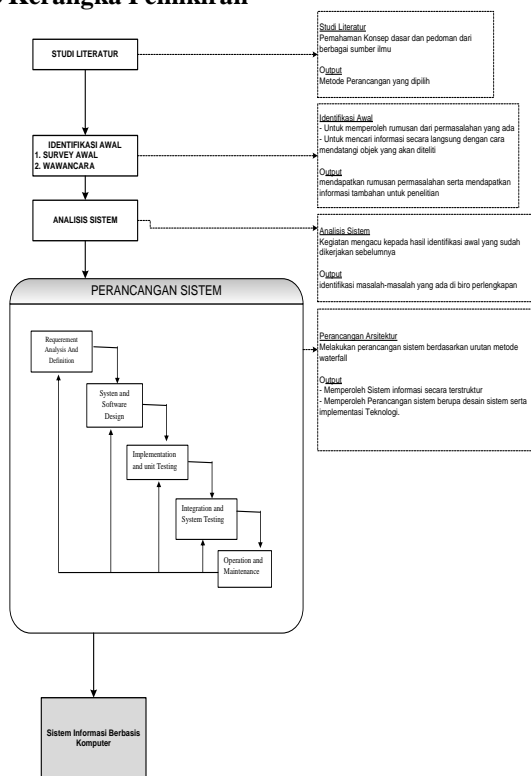 Kerangka Pemikiran
STUDI LITERATUR
Studi Literatur
Pemahaman Konsep dasar dan pedoman dari
berbagai sumber ilmu
Output
Metode Perancangan yang dipilih
IDENTIFIKASI AWAL
1. SURVEY AWAL
2. WAWANCARA
Identifikasi Awal
- Untuk memperoleh rumusan dari permasalahan yang ada
- Untuk mencari informasi secara langsung dengan cara
mendatangi objek yang akan diteliti
Output
mendapatkan rumusan permasalahan serta mendapatkan
informasi tambahan untuk penelitian
ANALISIS SISTEM
Analisis Sistem
Kegiatan mengacu kepada hasil identifikasi awal yang sudah
dikerjakan sebelumnya
Output
identifikasi masalah-masalah yang ada di biro perlengkapan
PERANCANGAN SISTEM
Requerement
Analysis And
Definition
Systen and
Software
Design
Implementation
and unit Testing
Integration and
System Testing
Operation and
Maintenance
Perancangan Arsitektur
Melakukan perancangan sistem berdasarkan urutan metode
waterfall
Output
- Memperoleh Sistem informasi secara terstruktur
- Memperoleh Perancangan sistem berupa desain sistem serta
implementasi Teknologi.
Sistem Informasi Berbasis
Komputer